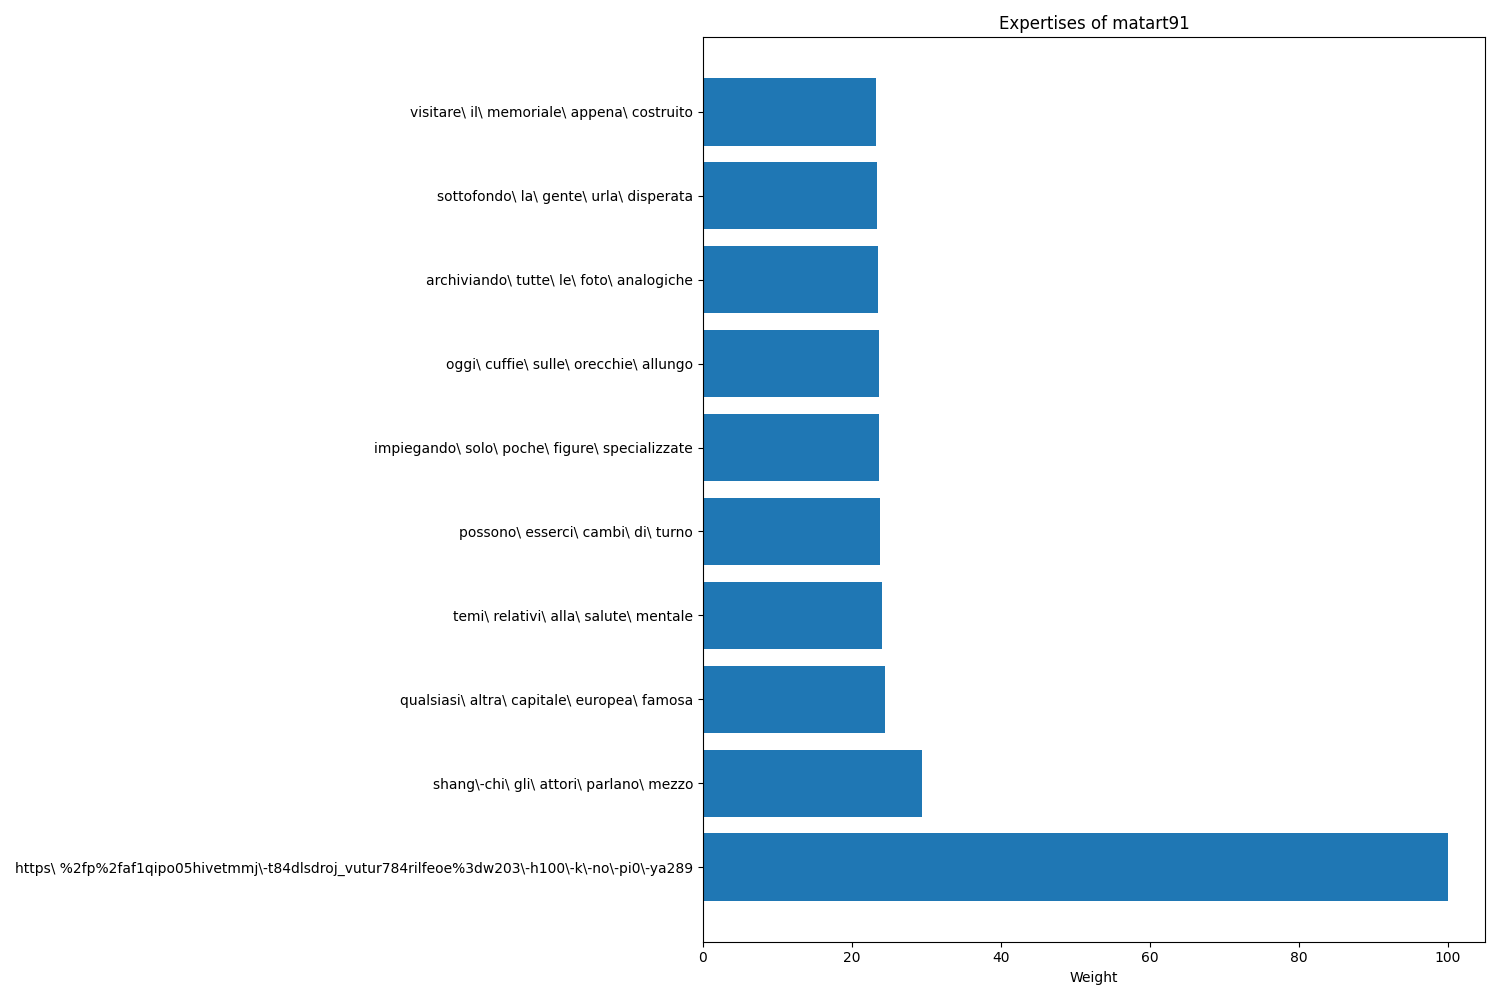 Expertises of matart91
visitare\ il\ memoriale\ appena\ costruito
sottofondo\ la\ gente\ urla\ disperata
archiviando\ tutte\ le\ foto\ analogiche
oggi\ cuffie\ sulle\ orecchie\ allungo
impiegando\ solo\ poche\ figure\ specializzate
possono\ esserci\ cambi\ di\ turno
temi\ relativi\ alla\ salute\ mentale
qualsiasi\ altra\ capitale\ europea\ famosa
shang\-chi\ gli\ attori\ parlano\ mezzo
https\ %2fp%2faf1qipo05hivetmmj\-t84dlsdroj_vutur784rilfeoe%3dw203\-h100\-k\-no\-pi0\-ya289
0 20 40 60 80 100
Weight